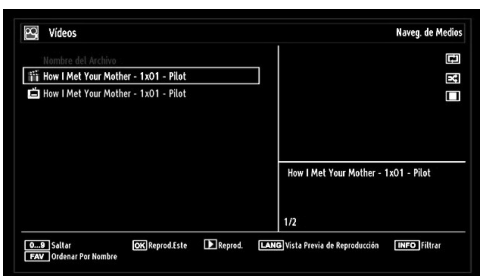 Vídeos
Naveg. de Medios
Nombre del Archivo
How I Met Your Mother - 1x01 - Pilot
How I Met Your Mother - 1x01 - Pilot
How I Met Your Mother - 1x01 - Pilot
1/2
0...9 Saltar OK Reprod.Este Reprod. LANG Vista Previa de Reproducción INFO Filtrar
FAV Ordenar Por Nombre